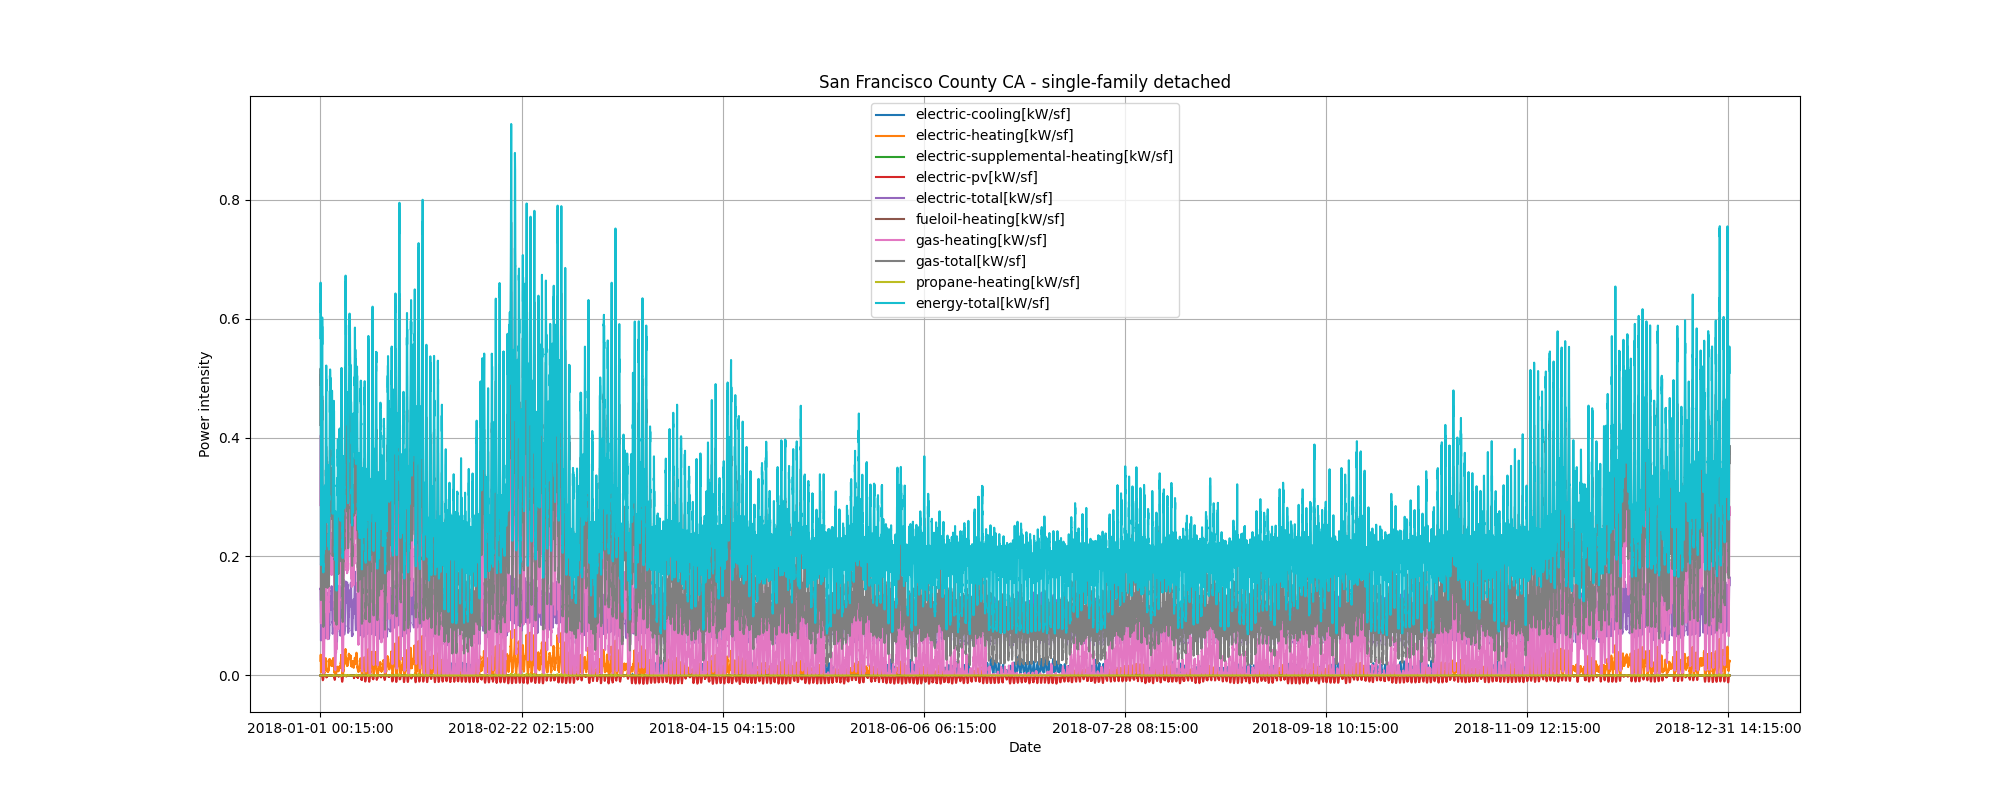 San Francisco County CA - single-family detached
electric-cooling[kW/sf]
electric-heating[kW/sf]
electric-supplemental-heating[kW/sf]
electric-pv[kW/sf]
electric-total[kW/sf]
fueloil-heating[kW/sf]
gas-heating[kW/sf]
gas-total[kW/sf]
propane-heating[kW/sf]
energy-total[kW/sf]
0.8
0.6
0.4
0.2
0.0
Power intensity
2018-01-01 00:15:00 2018-02-22 02:15:00 2018-04-15 04:15:00 2018-06-06 06:15:00 2018-07-28 08:15:00 2018-09-18 10:15:00 2018-11-09 12:15:00 2018-12-31 14:15:00
Date